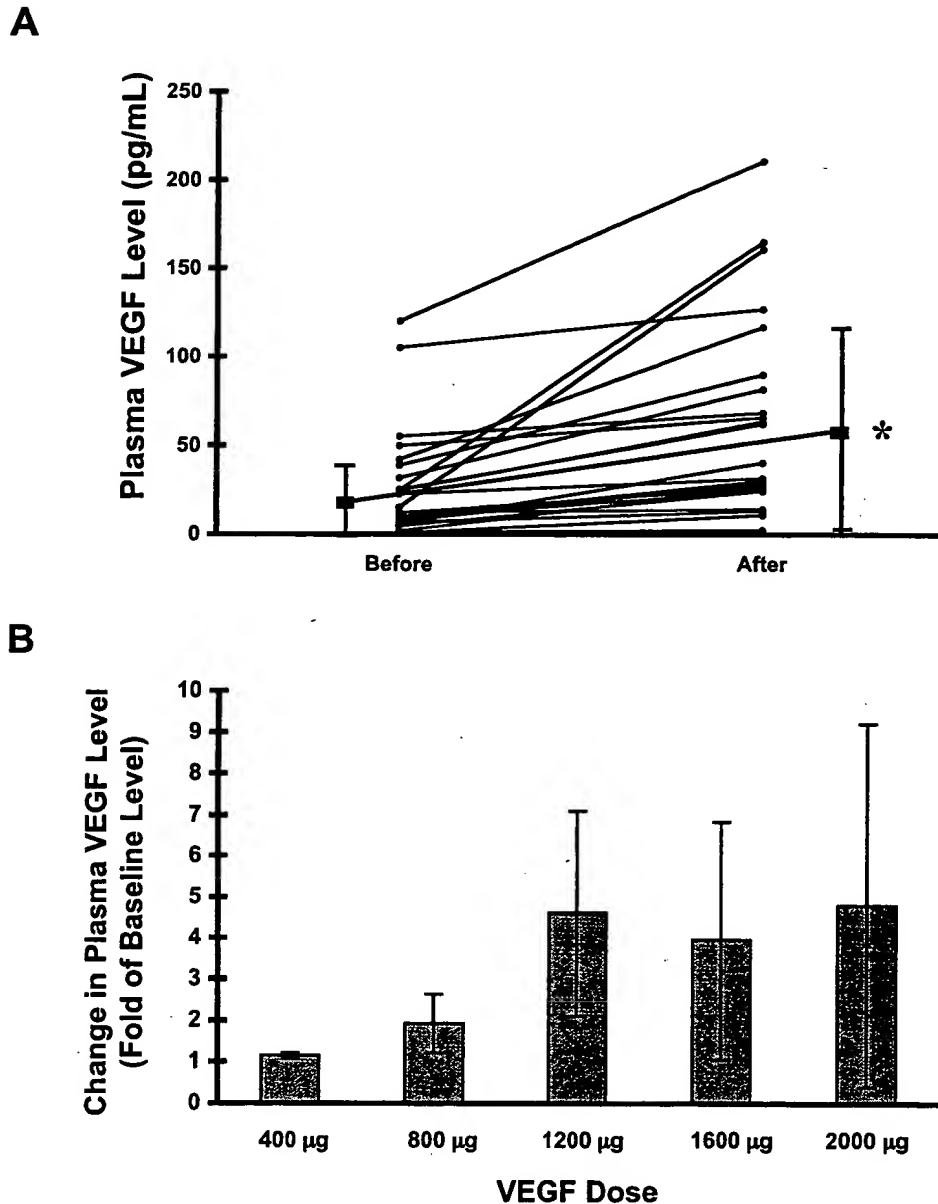 A
Plasma VEGF Level (pg/mL)
250
200
150
100
50
0
*
Before
After
B
Change in Plasma VEGF Level
(Fold of Baseline Level)
10
9
8
7
6
5
4
3
2
1
0
400 µg
800 µg
1200 µg
1600 µg
2000 µg
VEGF Dose